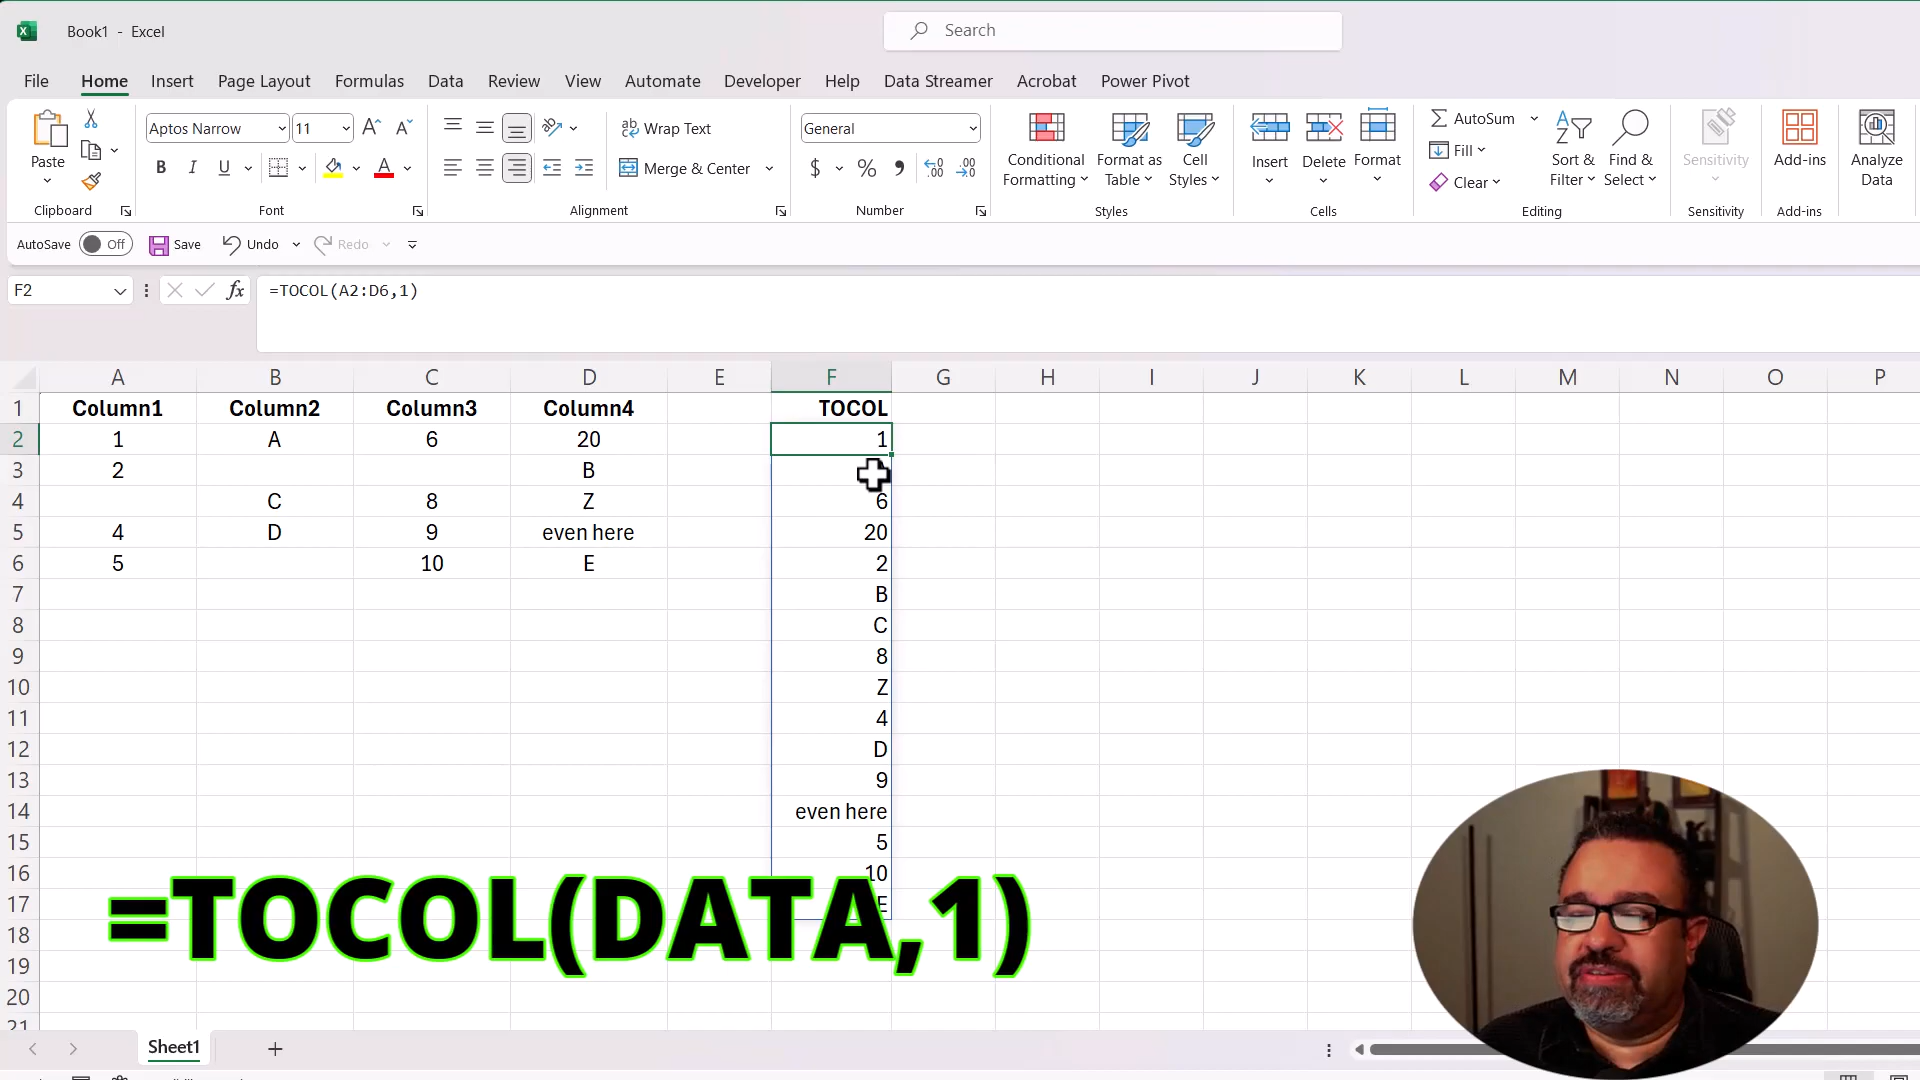 Book1 - Excel
Search
File Home Insert Page Layout Formulas Data Review View Automate Developer Help Data Streamer Acrobat Power Pivot
Paste
Clipboard
Aptos Narrow 11
B I U
Font
Wrap Text
Merge & Center
Alignment
General
$ %
Number
Conditional Formatting
Format as Table
Cell Styles
Styles
Insert Delete Format
Cells
AutoSum
Fill
Clear
Sort & Filter
Find & Select
Editing
Sensitivity
Sensitivity
Add-ins
Add-ins
Analyze Data
AutoSave Off Save Undo Redo
F2 fx =TOCOL(A2:D6,1)
A B C D E F G H I J K L M N O P
1 Column1 Column2 Column3 Column4 TOCOL
2 1 A 6 20 1
3 2 B
4 C 8 Z 6
5 4 D 9 even here 20
6 5 10 E 2
7 B
8 C
9 8
10 Z
11 4
12 D
13 9
14 even here
15 5
16 10
17 E
18
19
20
21
=TOCOL(DATA,1)
Sheet1